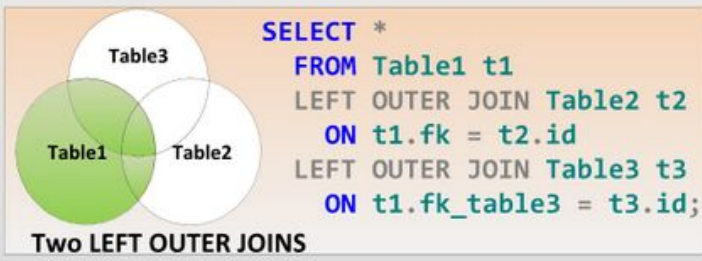 Table3
Table1
Table2
Two LEFT OUTER JOINS
SELECT *
FROM Table1 t1
LEFT OUTER JOIN Table2 t2
ON t1.fk = t2.id
LEFT OUTER JOIN Table3 t3
ON t1.fk_table3 = t3.id;